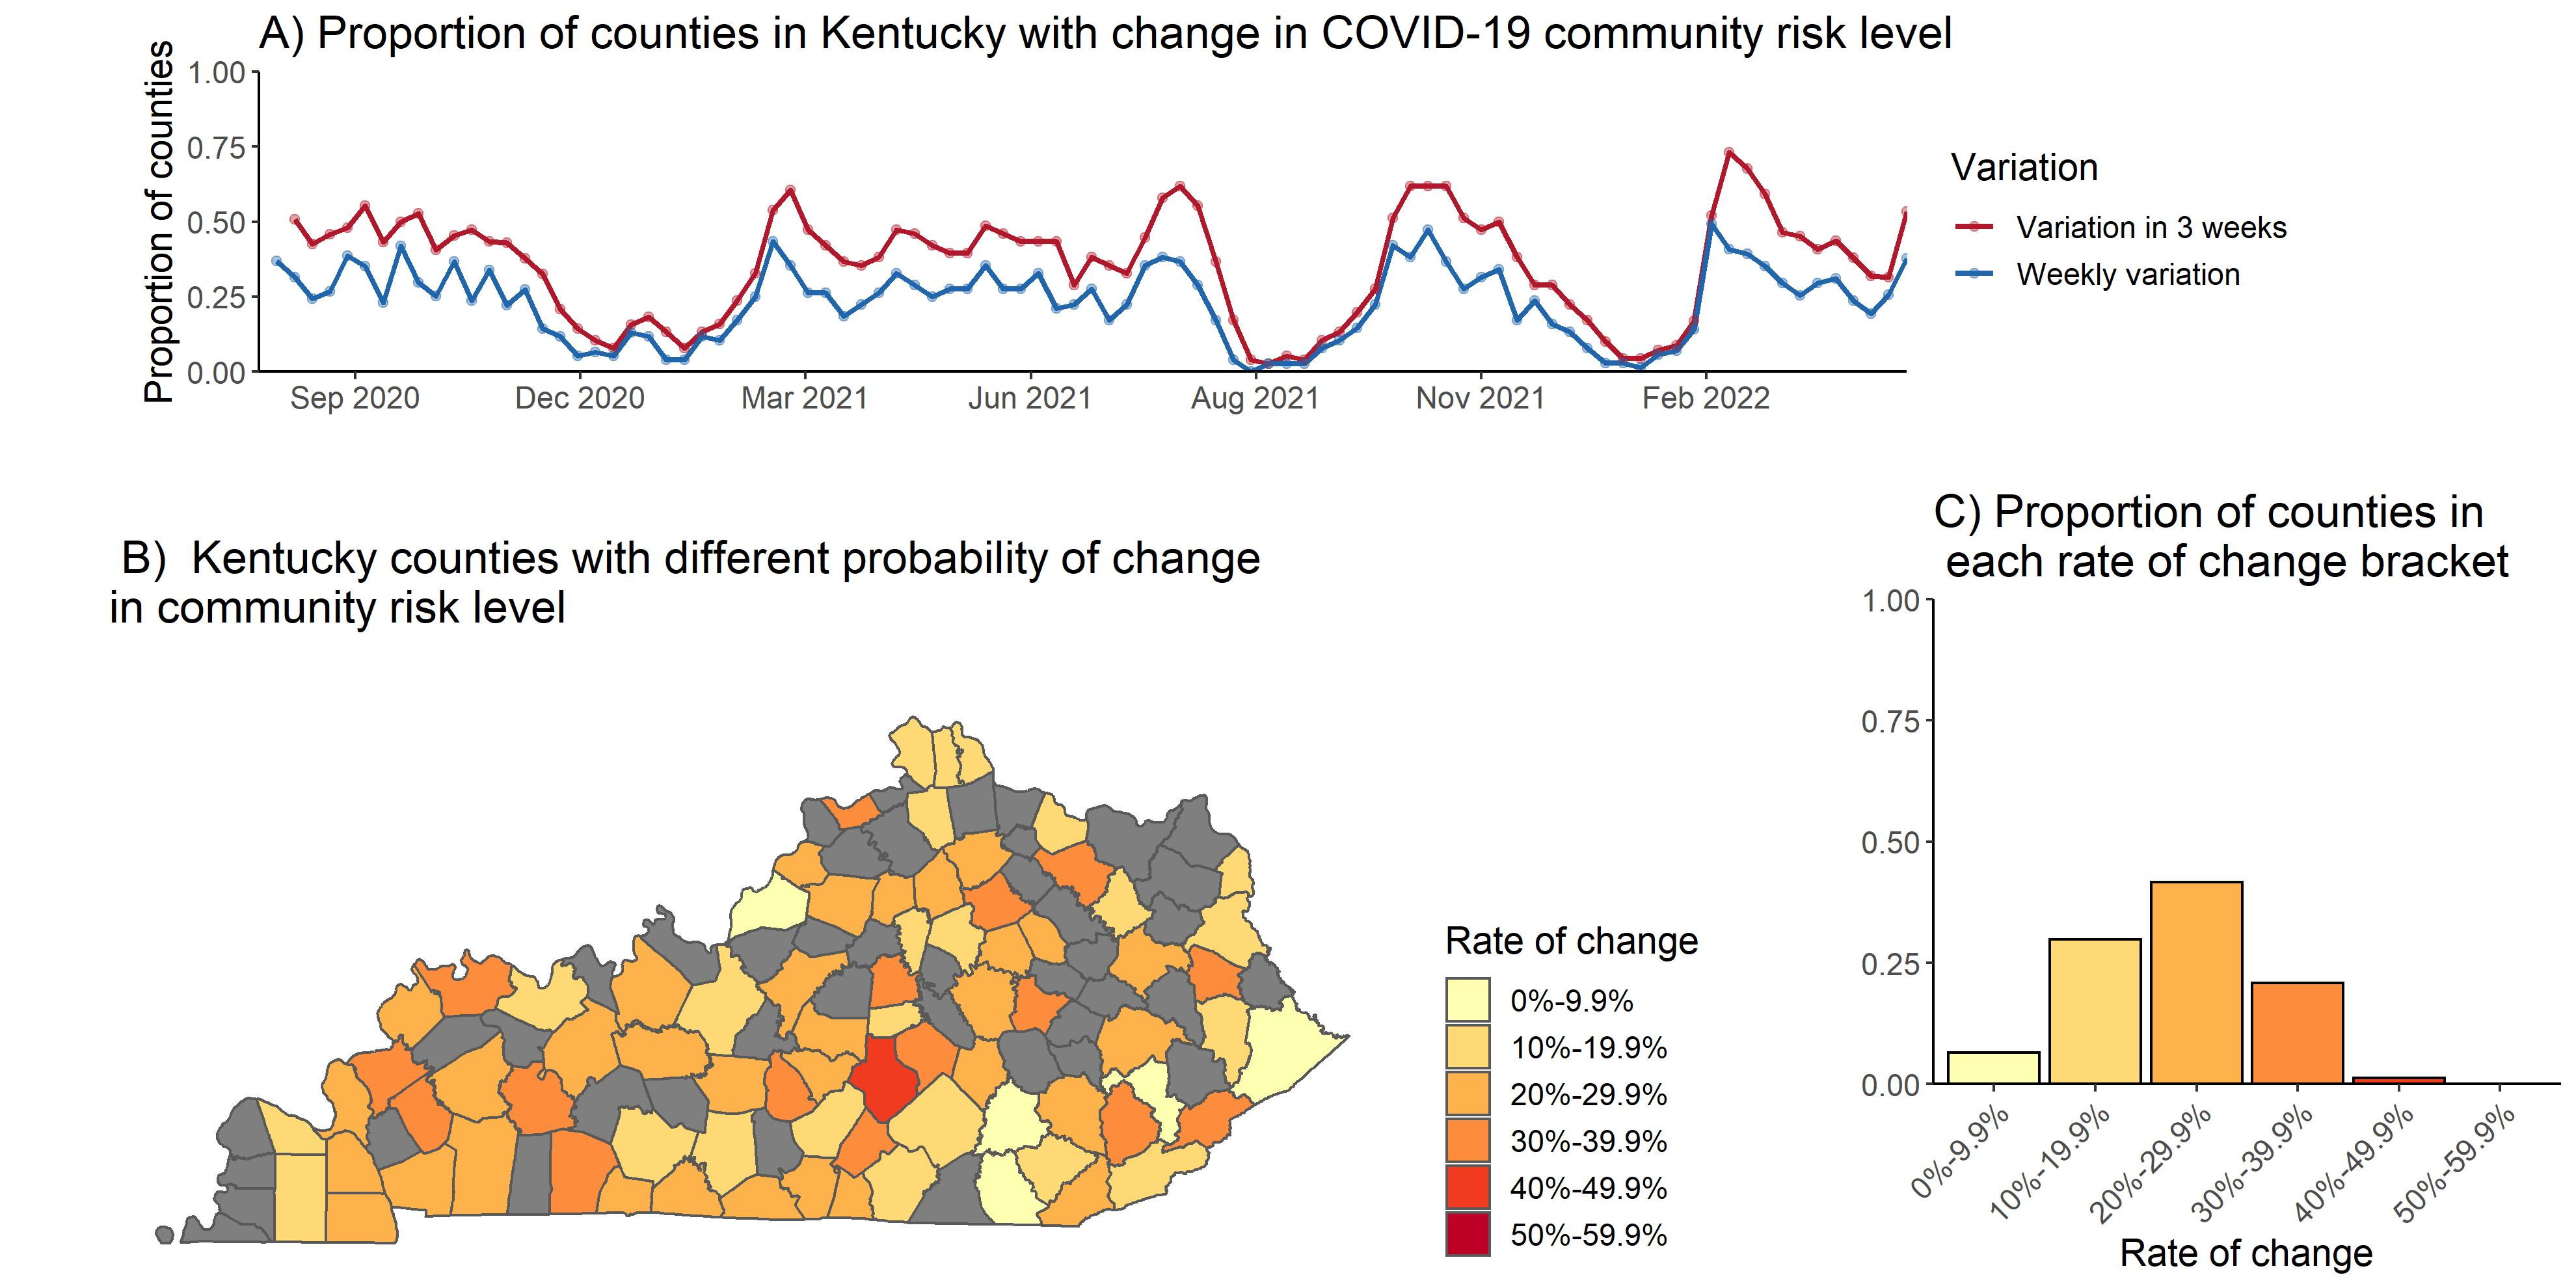 A) Proportion of counties in Kentucky with change in COVID-19 community risk level
Proportion of counties
1.00
0.75
0.50
0.25
0.00
Sep 2020
Dec 2020
Mar 2021
Jun 2021
Aug 2021
Nov 2021
Feb 2022
Variation
Variation in 3 weeks
Weekly variation
B) Kentucky counties with different probability of change
in community risk level
Rate of change
0%-9.9%
10%-19.9%
20%-29.9%
30%-39.9%
40%-49.9%
50%-59.9%
C) Proportion of counties in
each rate of change bracket
1.00
0.75
0.50
0.25
0.00
0%-9.9%
10%-19.9%
20%-29.9%
30%-39.9%
40%-49.9%
50%-59.9%
Rate of change